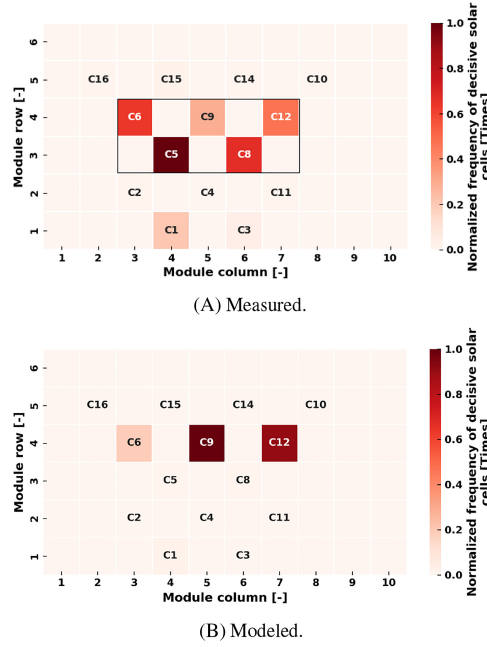 1.0
6
C16 C15 C14 C10
5
0.8
C6 C9 C12
4
0.6
C5 C8
3
0.4
C2 C4 C11
2
0.2
C1 C3
1
0.0
1 2 3 4 5 6 7 8 9 10
Module column [-]
Module row [-]
Normalized frequency of decisive solar
cells [Times]
(A) Measured.
1.0
6
C16 C15 C14 C10
5
0.8
C6 C9 C12
4
0.6
C5 C8
3
0.4
C2 C4 C11
2
0.2
C1 C3
1
0.0
1 2 3 4 5 6 7 8 9 10
Module column [-]
Module row [-]
Normalized frequency of decisive solar
cells [Times]
(B) Modeled.